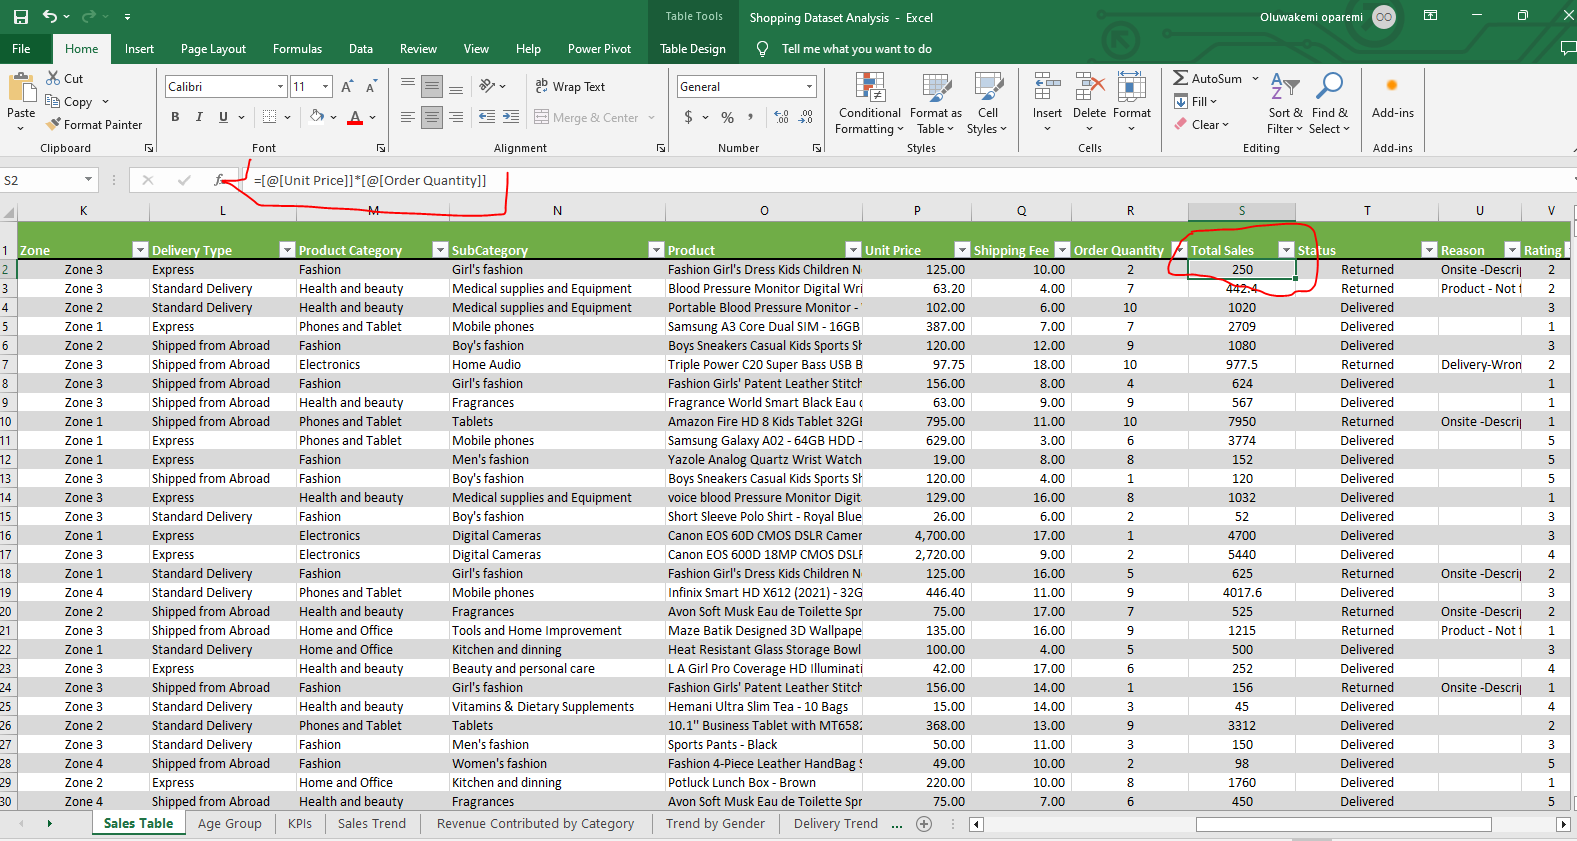 Table Tools
Shopping Dataset Analysis - Excel
Oluwakemi oparemi
OO
File Home Insert Page Layout Formulas Data Review View Help Power Pivot Table Design Tell me what you want to do
Paste
Cut
Copy
Format Painter
Clipboard
Calibri 11 A A
B I U A
Font
ab Wrap Text
Merge & Center
Alignment
General
$ % , .00
Number
Conditional Formatting
Format as Table
Cell Styles
Styles
Insert Delete Format
Cells
AutoSum
Fill
Clear
Sort & Filter
Find & Select
Editing
Add-ins
Add-ins
S2 fx =[@[Unit Price]]*[@[Order Quantity]]
K L M N O P Q R S T U V
1 Zone Delivery Type Product Category SubCategory Product Unit Price Shipping Fee Order Quantity Total Sales Status Reason Rating
2 Zone 3 Express Fashion Girl's fashion Fashion Girl's Dress Kids Children N 125.00 10.00 2 250 Returned Onsite -Descrip 2
3 Zone 3 Standard Delivery Health and beauty Medical supplies and Equipment Blood Pressure Monitor Digital Wri 63.20 4.00 7 442.4 Returned Product - Not f 2
4 Zone 2 Standard Delivery Health and beauty Medical supplies and Equipment Portable Blood Pressure Monitor - 102.00 6.00 10 1020 Delivered 3
5 Zone 1 Express Phones and Tablet Mobile phones Samsung A3 Core Dual SIM - 16GB 387.00 7.00 7 2709 Delivered 1
6 Zone 2 Shipped from Abroad Fashion Boy's fashion Boys Sneakers Casual Kids Sports Sh 120.00 12.00 9 1080 Delivered 3
7 Zone 3 Shipped from Abroad Electronics Home Audio Triple Power C20 Super Bass USB B 97.75 18.00 10 977.5 Returned Delivery-Wron 2
8 Zone 3 Shipped from Abroad Fashion Girl's fashion Fashion Girls' Patent Leather Stitch 156.00 8.00 4 624 Delivered 1
9 Zone 3 Shipped from Abroad Health and beauty Fragrances Fragrance World Smart Black Eau d 63.00 9.00 9 567 Delivered 1
10 Zone 1 Shipped from Abroad Phones and Tablet Tablets Amazon Fire HD 8 Kids Tablet 32GB 795.00 11.00 10 7950 Returned Onsite -Descrip 1
11 Zone 1 Express Phones and Tablet Mobile phones Samsung Galaxy A02 - 64GB HDD - 629.00 3.00 6 3774 Delivered 5
12 Zone 1 Express Fashion Men's fashion Yazole Analog Quartz Wrist Watch 19.00 8.00 8 152 Delivered 5
13 Zone 3 Shipped from Abroad Fashion Boy's fashion Boys Sneakers Casual Kids Sports Sh 120.00 4.00 1 120 Delivered 5
14 Zone 3 Express Health and beauty Medical supplies and Equipment voice blood Pressure Monitor Digit 129.00 16.00 8 1032 Delivered 1
15 Zone 3 Standard Delivery Fashion Boy's fashion Short Sleeve Polo Shirt - Royal Blue 26.00 6.00 2 52 Delivered 3
16 Zone 1 Express Electronics Digital Cameras Canon EOS 60D CMOS DSLR Camer 4,700.00 17.00 1 4700 Delivered 3
17 Zone 3 Express Electronics Digital Cameras Canon EOS 600D 18MP CMOS DSLF 2,720.00 9.00 2 5440 Delivered 4
18 Zone 1 Standard Delivery Fashion Girl's fashion Fashion Girl's Dress Kids Children N 125.00 16.00 5 625 Returned Onsite -Descrip 2
19 Zone 4 Standard Delivery Phones and Tablet Mobile phones Infinix Smart HD X612 (2021) - 32G 446.40 11.00 9 4017.6 Delivered 3
20 Zone 2 Shipped from Abroad Health and beauty Fragrances Avon Soft Musk Eau de Toilette Spr 75.00 17.00 7 525 Returned Onsite -Descrip 2
21 Zone 3 Shipped from Abroad Home and Office Tools and Home Improvement Maze Batik Designed 3D Wallpape 135.00 16.00 9 1215 Returned Product - Not f 1
22 Zone 1 Standard Delivery Home and Office Kitchen and dinning Heat Resistant Glass Storage Bowl 100.00 4.00 5 500 Delivered 3
23 Zone 3 Express Health and beauty Beauty and personal care L A Girl Pro Coverage HD Illuminati 42.00 17.00 6 252 Delivered 4
24 Zone 3 Shipped from Abroad Fashion Girl's fashion Fashion Girls' Patent Leather Stitch 156.00 14.00 1 156 Returned Onsite -Descrip 1
25 Zone 3 Standard Delivery Health and beauty Vitamins & Dietary Supplements Hemani Ultra Slim Tea - 10 Bags 15.00 14.00 3 45 Delivered 4
26 Zone 2 Standard Delivery Phones and Tablet Tablets 10.1" Business Tablet with MT6582 368.00 13.00 9 3312 Delivered 2
27 Zone 3 Standard Delivery Fashion Men's fashion Sports Pants - Black 50.00 11.00 3 150 Delivered 3
28 Zone 4 Shipped from Abroad Fashion Women's fashion Fashion 4-Piece Leather HandBag S 49.00 10.00 2 98 Delivered 5
29 Zone 2 Express Home and Office Kitchen and dinning Potluck Lunch Box - Brown 220.00 10.00 8 1760 Delivered 1
30 Zone 4 Shipped from Abroad Health and beauty Fragrances Avon Soft Musk Eau de Toilette Spr 75.00 7.00 6 450 Delivered 5
Sales Table Age Group KPIs Sales Trend Revenue Contributed by Category Trend by Gender Delivery Trend ...